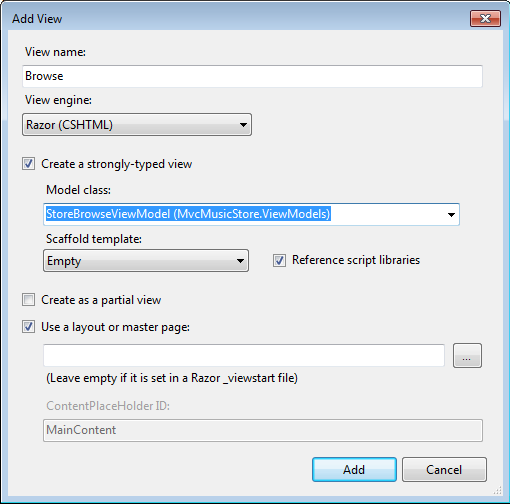 Add View
View name:
Browse
View engine:
Razor (CSHTML)
Create a strongly-typed view
Model class:
StoreBrowseViewModel (MvcMusicStore.ViewModels)
Scaffold template:
Empty
Reference script libraries
Create as a partial view
Use a layout or master page:
...
(Leave empty if it is set in a Razor _viewstart file)
ContentPlaceHolder ID:
MainContent
Add
Cancel